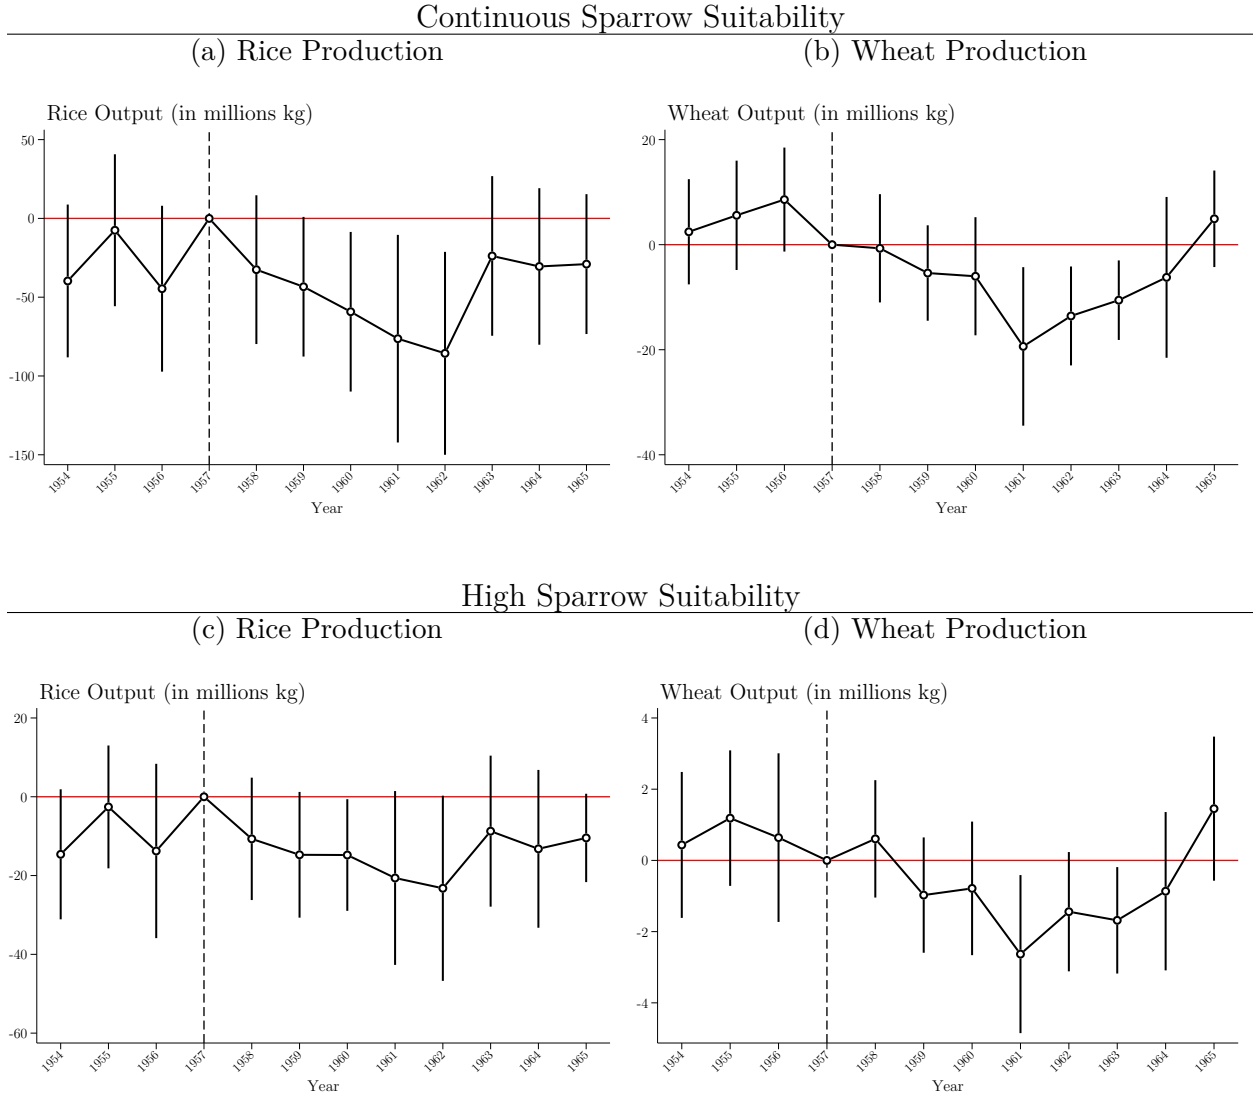 Continuous Sparrow Suitability
(a) Rice Production
(b) Wheat Production
Rice Output (in millions kg)
50
0
-50
-100
-150
1954 1955 1956 1957 1958 1959 1960 1961 1962 1963 1964 1965
Year
Wheat Output (in millions kg)
20
0
-20
-40
1954 1955 1956 1957 1958 1959 1960 1961 1962 1963 1964 1965
Year
High Sparrow Suitability
(c) Rice Production
(d) Wheat Production
Rice Output (in millions kg)
20
0
-20
-40
-60
1954 1955 1956 1957 1958 1959 1960 1961 1962 1963 1964 1965
Year
Wheat Output (in millions kg)
4
2
0
-2
-4
1954 1955 1956 1957 1958 1959 1960 1961 1962 1963 1964 1965
Year